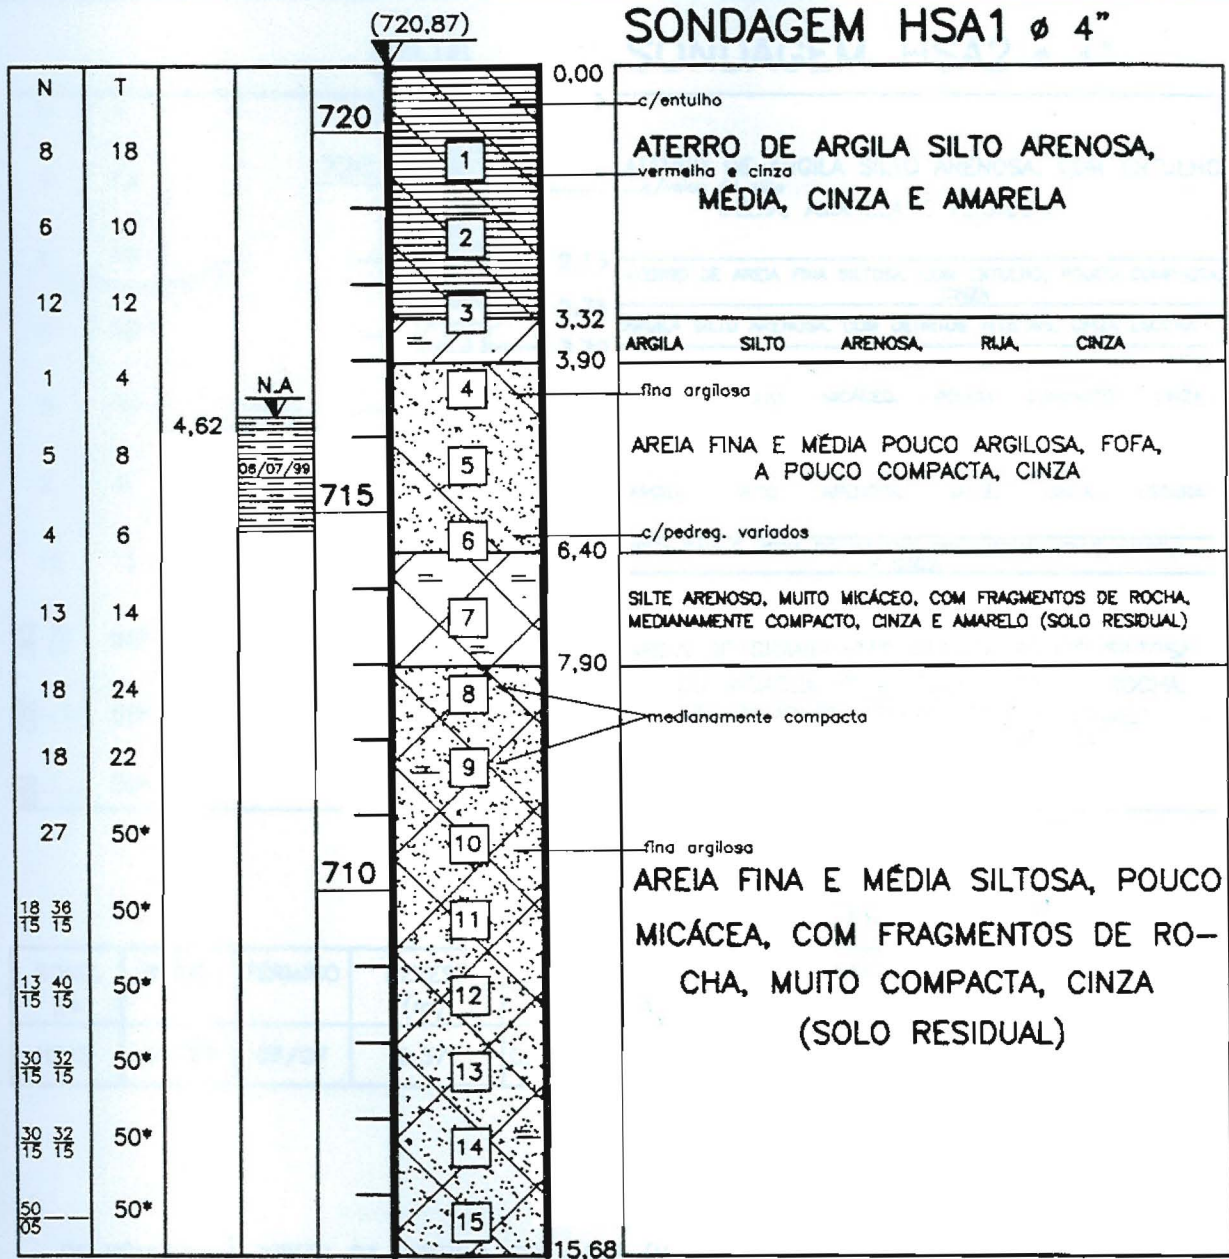 (720,87)
SONDAGEM HSA1 ø 4"
N T
0,00
c/entulho
720
8 18
1
ATERRO DE ARGILA SILTO ARENOSA,
vermelha e cinza
MÉDIA, CINZA E AMARELA
6 10
2
12 12
3
3,32
ARGILA SILTO ARENOSA, RIJA, CINZA
3,90
1 4
N.A
4
fina argilosa
4,62
AREIA FINA E MÉDIA POUCO ARGILOSA, FOFA,
A POUCO COMPACTA, CINZA
5 8
06/07/99
5
715
4 6
6
c/pedreg. variados
6,40
SILTE ARENOSO, MUITO MICÁCEO, COM FRAGMENTOS DE ROCHA,
MEDIANAMENTE COMPACTO, CINZA E AMARELO (SOLO RESIDUAL)
13 14
7
7,90
18 24
8
medianamente compacta
18 22
9
27 50*
10
fina argilosa
710
AREIA FINA E MÉDIA SILTOSA, POUCO
MICÁCEA, COM FRAGMENTOS DE RO-
CHA, MUITO COMPACTA, CINZA
(SOLO RESIDUAL)
18/15 36/15 50*
11
13/15 40/15 50*
12
30/15 32/15 50*
13
30/15 32/15 50*
14
50/05 — 50*
15
15,68